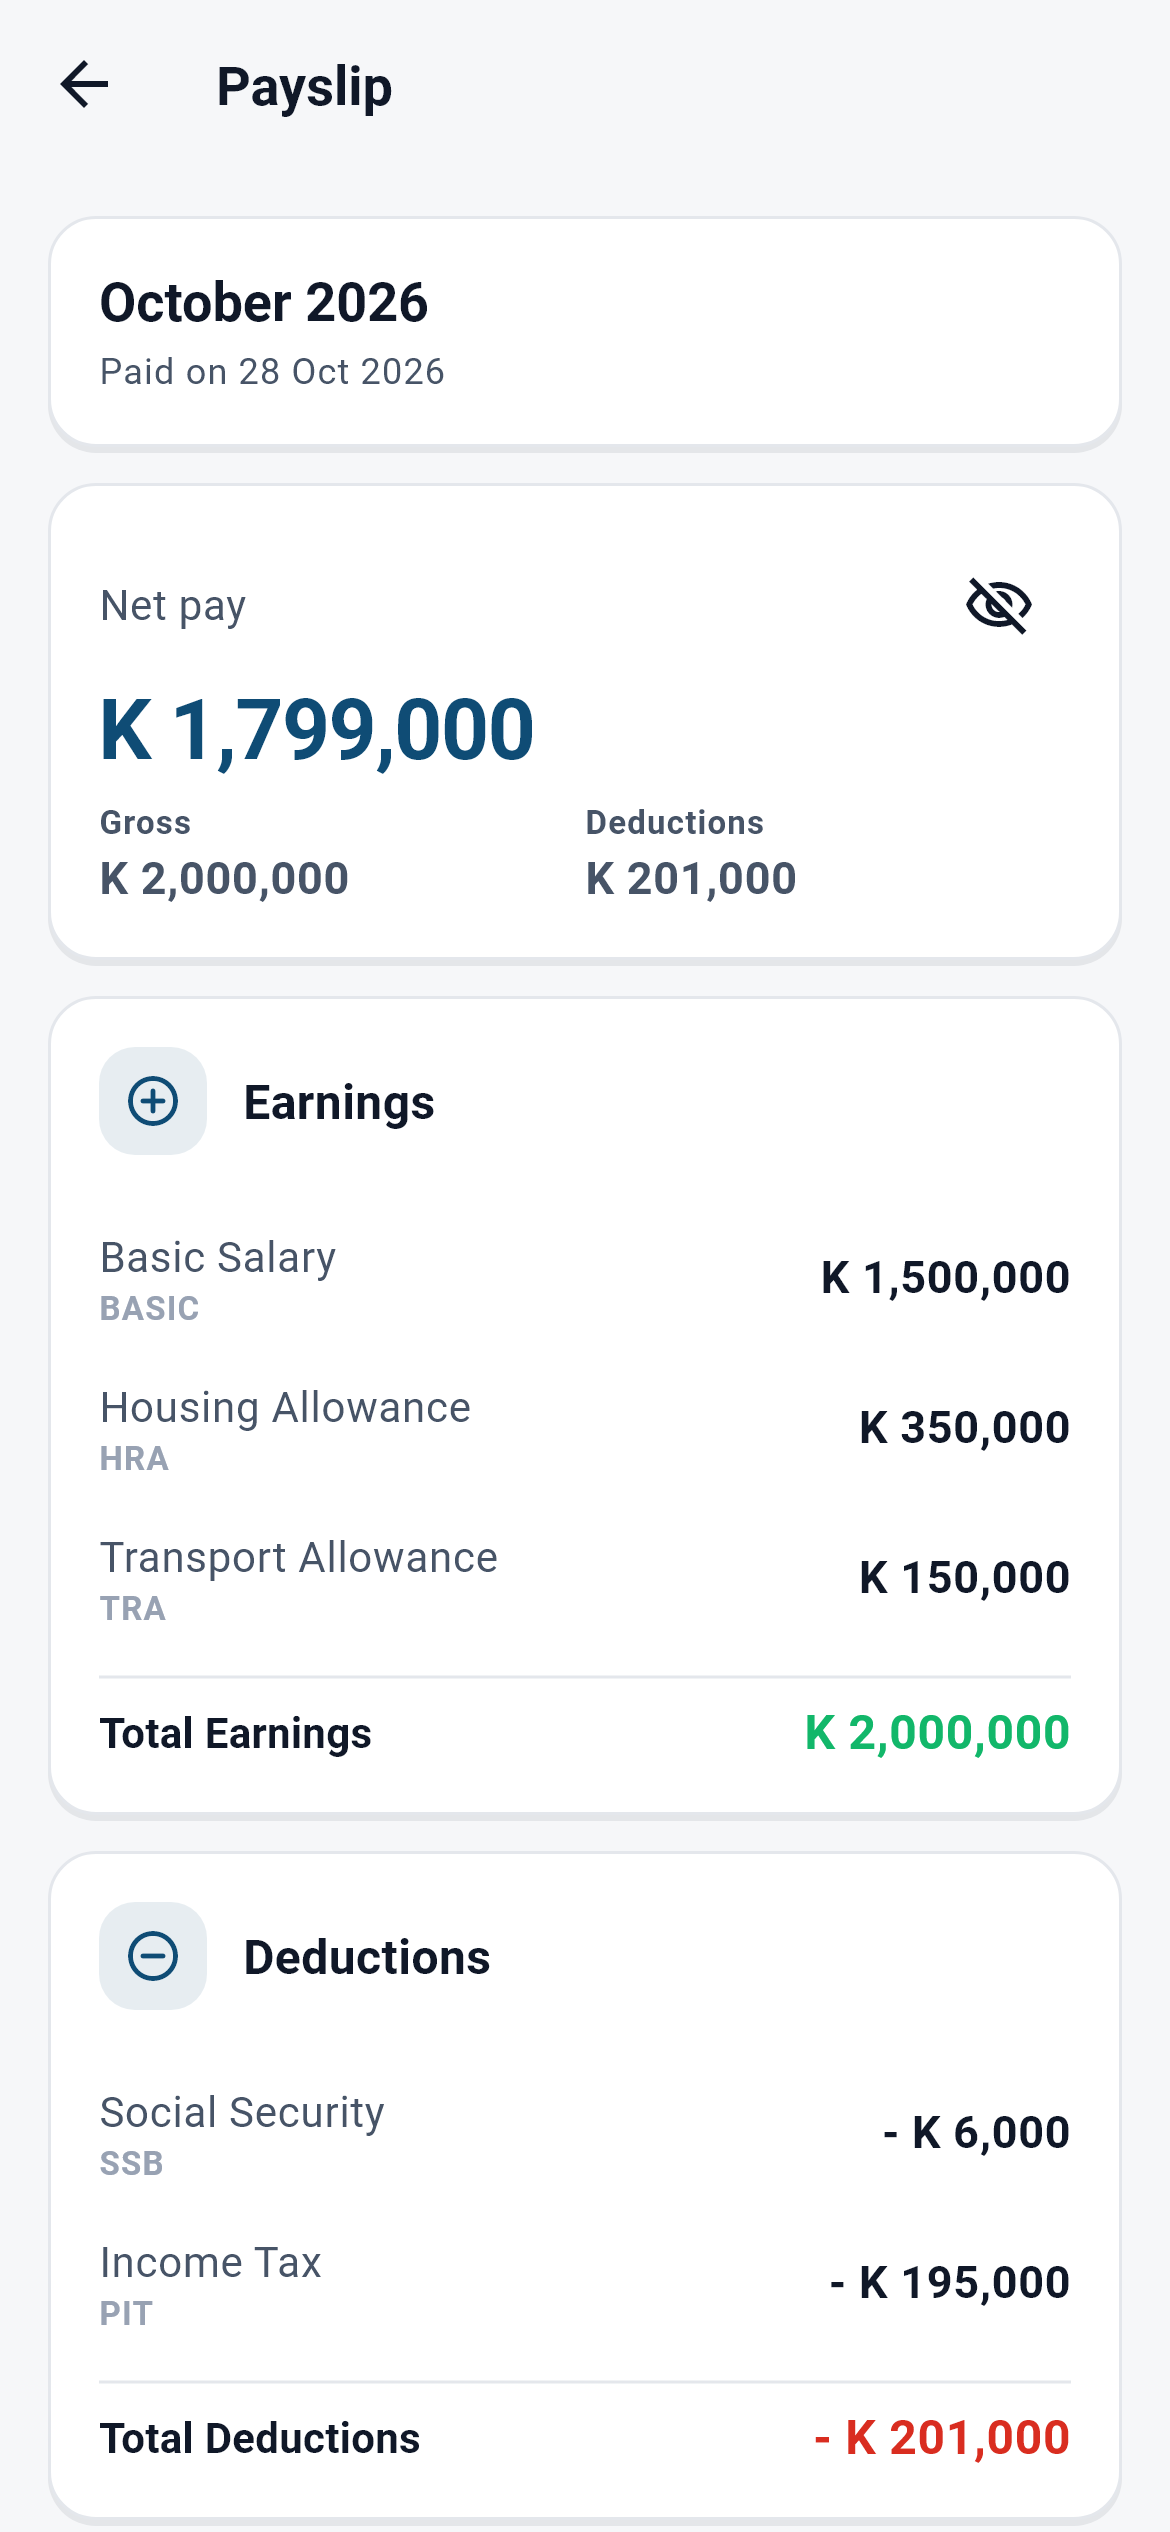 Payslip
October 2026
Paid on 28 Oct 2026
Net pay
K 1,799,000
Gross Deductions
K 2,000,000 K 201,000
Earnings
Basic Salary K 1,500,000
BASIC
Housing Allowance K 350,000
HRA
Transport Allowance K 150,000
TRA
Total Earnings K 2,000,000
Deductions
Social Security - K 6,000
SSB
Income Tax - K 195,000
PIT
Total Deductions - K 201,000